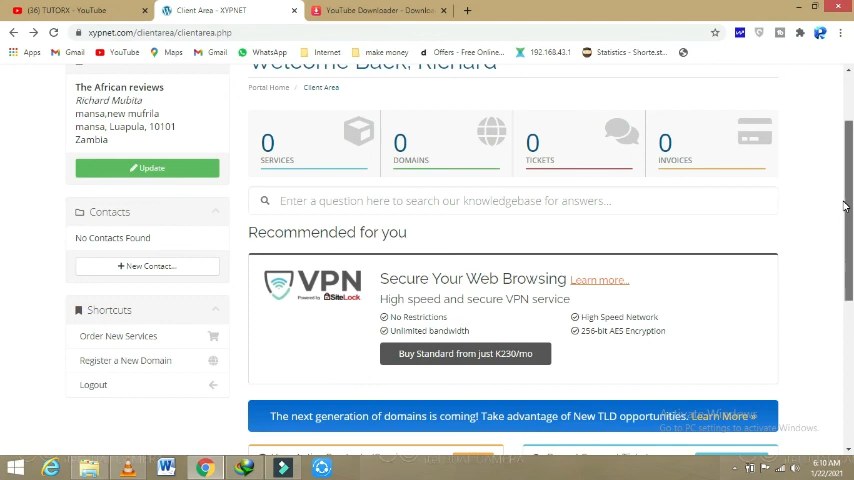 (36) TUTORX - YouTube
Client Area - XYPNET
YouTube Downloader - Downloa
xypnet.com/clientarea/clientarea.php
Apps
Gmail
YouTube
Maps
Gmail
WhatsApp
Internet
make money
Offers - Free Online...
192.168.43.1
Statistics - Shorte.st...
Welcome Back, Richard
The African reviews
Richard Mubita
mansa,new mufrila
mansa, Luapula, 10101
Zambia
Update
Contacts
No Contacts Found
+ New Contact...
Shortcuts
Order New Services
Register a New Domain
Logout
Portal Home / Client Area
0 SERVICES
0 DOMAINS
0 TICKETS
0 INVOICES
Enter a question here to search our knowledgebase for answers...
Recommended for you
VPN
Powered by SiteLock
Secure Your Web Browsing Learn more...
High speed and secure VPN service
No Restrictions
High Speed Network
Unlimited bandwidth
256-bit AES Encryption
Buy Standard from just K230/mo
The next generation of domains is coming! Take advantage of New TLD opportunities. Learn More »
Activate Windows
Go to PC settings to activate Windows.
6:10 AM
1/22/2021